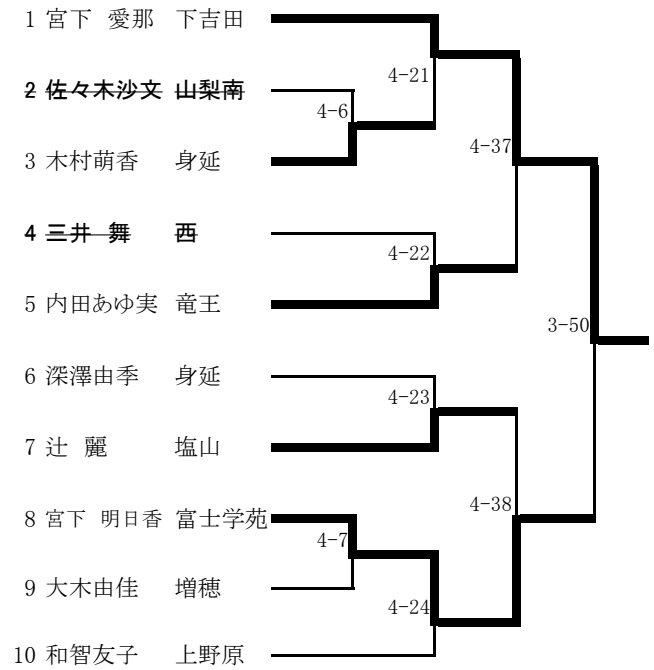 1 宮下 愛那 下吉田
4-21
2 佐々木沙文 山梨南
4-6
4-37
3 木村萌香 身延
4 三井 舞 西
4-22
5 内田あゆ実 竜王
3-50
6 深澤由季 身延
4-23
7 辻 麗 塩山
4-38
8 宮下 明日香 富士学苑
4-7
9 大木由佳 増穂
4-24
10 和智友子 上野原